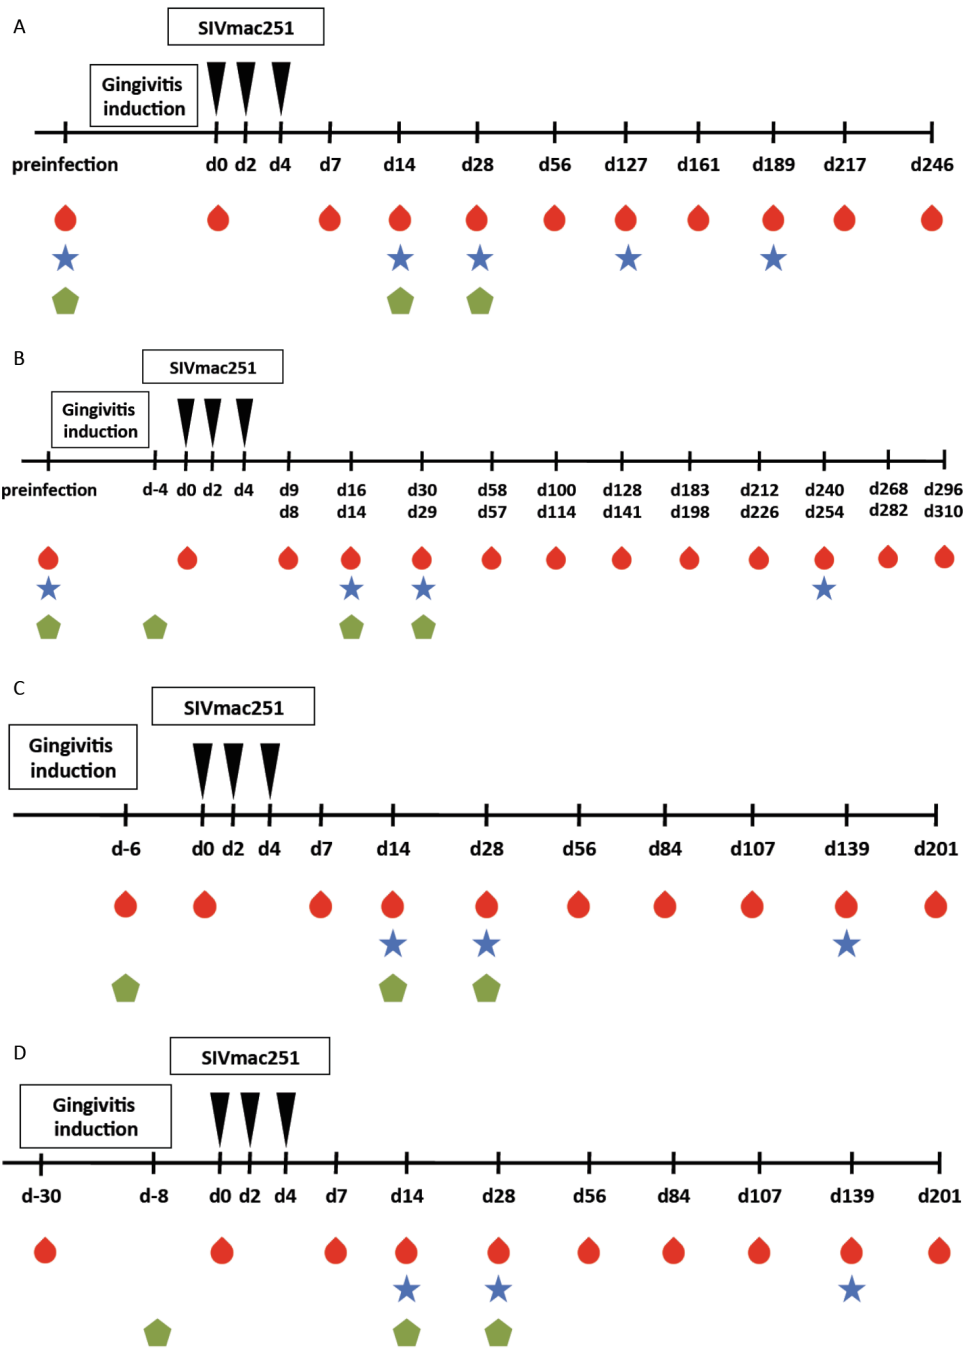 A
SIVmac251
Gingivitis
induction
preinfection d0 d2 d4 d7 d14 d28 d56 d127 d161 d189 d217 d246
B
SIVmac251
Gingivitis
induction
preinfection d-4 d0 d2 d4 d9 d16 d30 d58 d100 d128 d183 d212 d240 d268 d296
d8 d14 d29 d57 d114 d141 d198 d226 d254 d282 d310
C
SIVmac251
Gingivitis
induction
d-6 d0 d2 d4 d7 d14 d28 d56 d84 d107 d139 d201
D
SIVmac251
Gingivitis
induction
d-30 d-8 d0 d2 d4 d7 d14 d28 d56 d84 d107 d139 d201